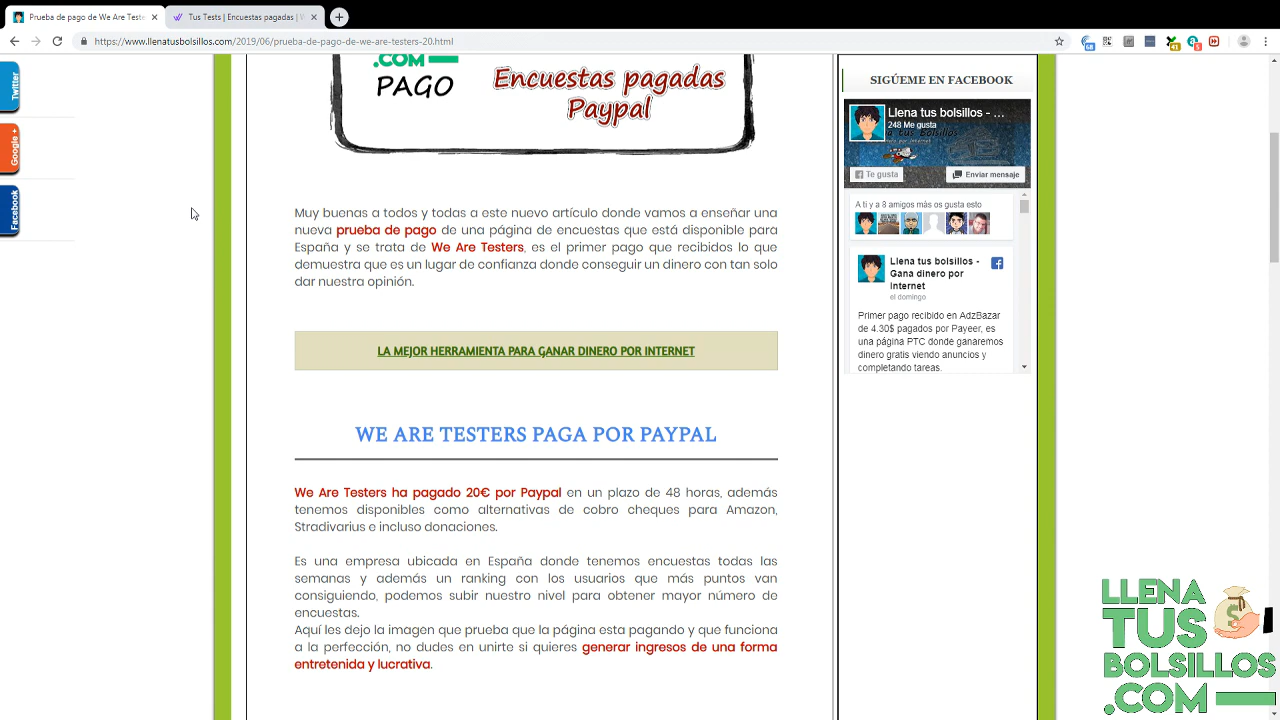 Prueba de pago de We Are Teste
Tus Tests | Encuestas pagadas |
https://www.llenatusbolsillos.com/2019/06/prueba-de-pago-de-we-are-testers-20.html
Twitter
Google +
Facebook
.COM
PAGO
Encuestas pagadas
Paypal
Muy buenas a todos y todas a este nuevo artículo donde vamos a enseñar una
nueva prueba de pago de una página de encuestas que está disponible para
España y se trata de We Are Testers, es el primer pago que recibidos lo que
demuestra que es un lugar de confianza donde conseguir un dinero con tan solo
dar nuestra opinión.
LA MEJOR HERRAMIENTA PARA GANAR DINERO POR INTERNET
WE ARE TESTERS PAGA POR PAYPAL
We Are Testers ha pagado 20€ por Paypal en un plazo de 48 horas, además
tenemos disponibles como alternativas de cobro cheques para Amazon,
Stradivarius e incluso donaciones.
Es una empresa ubicada en España donde tenemos encuestas todas las
semanas y además un ranking con los usuarios que más puntos van
consiguiendo, podemos subir nuestro nivel para obtener mayor número de
encuestas.
Aquí les dejo la imagen que prueba que la página esta pagando y que funciona
a la perfección, no dudes en unirte si quieres generar ingresos de una forma
entretenida y lucrativa.
SIGÚEME EN FACEBOOK
Llena tus bolsillos - ...
248 Me gusta
Te gusta
Enviar mensaje
A ti y a 8 amigos más os gusta esto
Llena tus bolsillos -
Gana dinero por
Internet
el domingo
Primer pago recibido en AdzBazar
de 4.30$ pagados por Payeer, es
una página PTC donde ganaremos
dinero gratis viendo anuncios y
completando tareas.
LLENA
TUS
BOLSILLOS
.COM